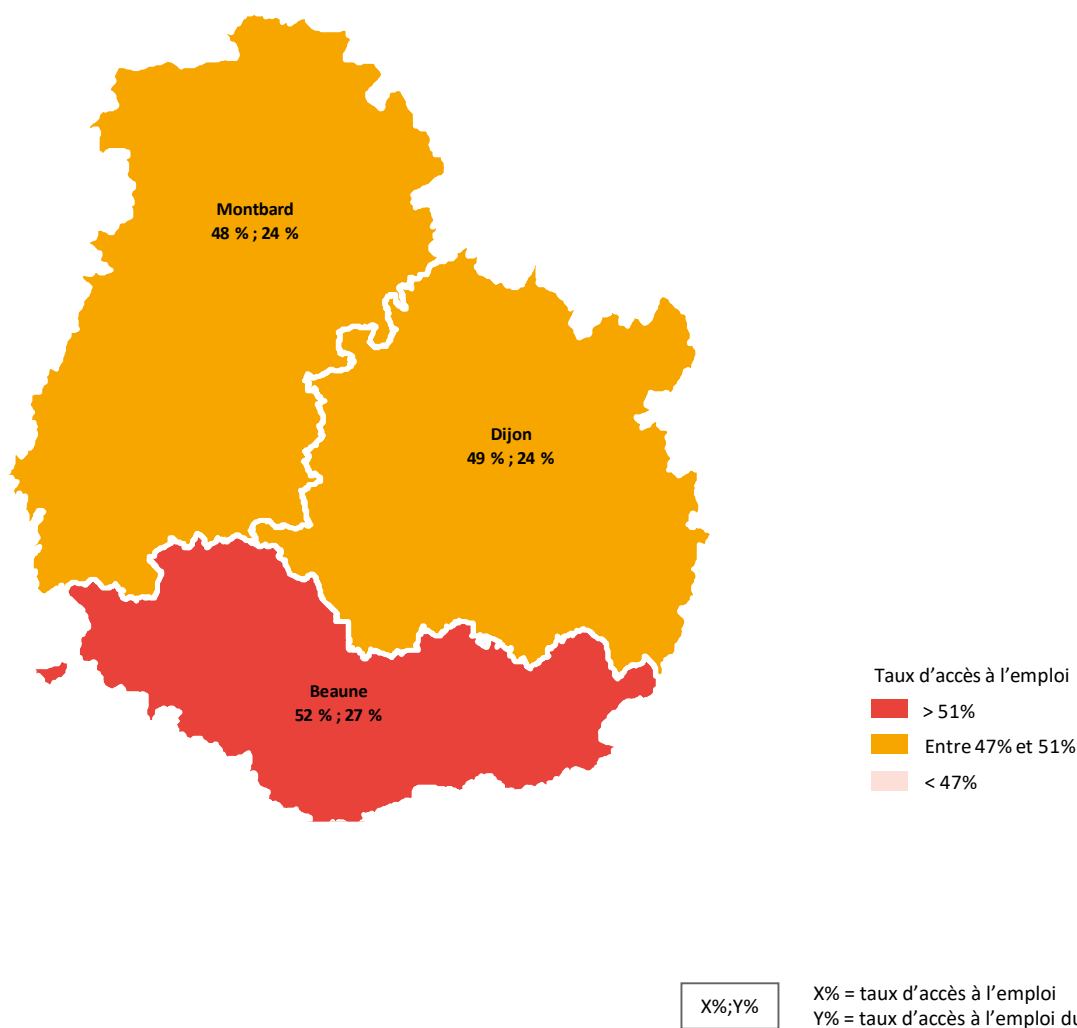 Montbard
48 % ; 24 %
Dijon
49 % ; 24 %
Beaune
52 % ; 27 %
Taux d’accès à l’emploi
> 51%
Entre 47% et 51%
< 47%
X%;Y%
X% = taux d’accès à l’emploi
Y% = taux d’accès à l’emploi du